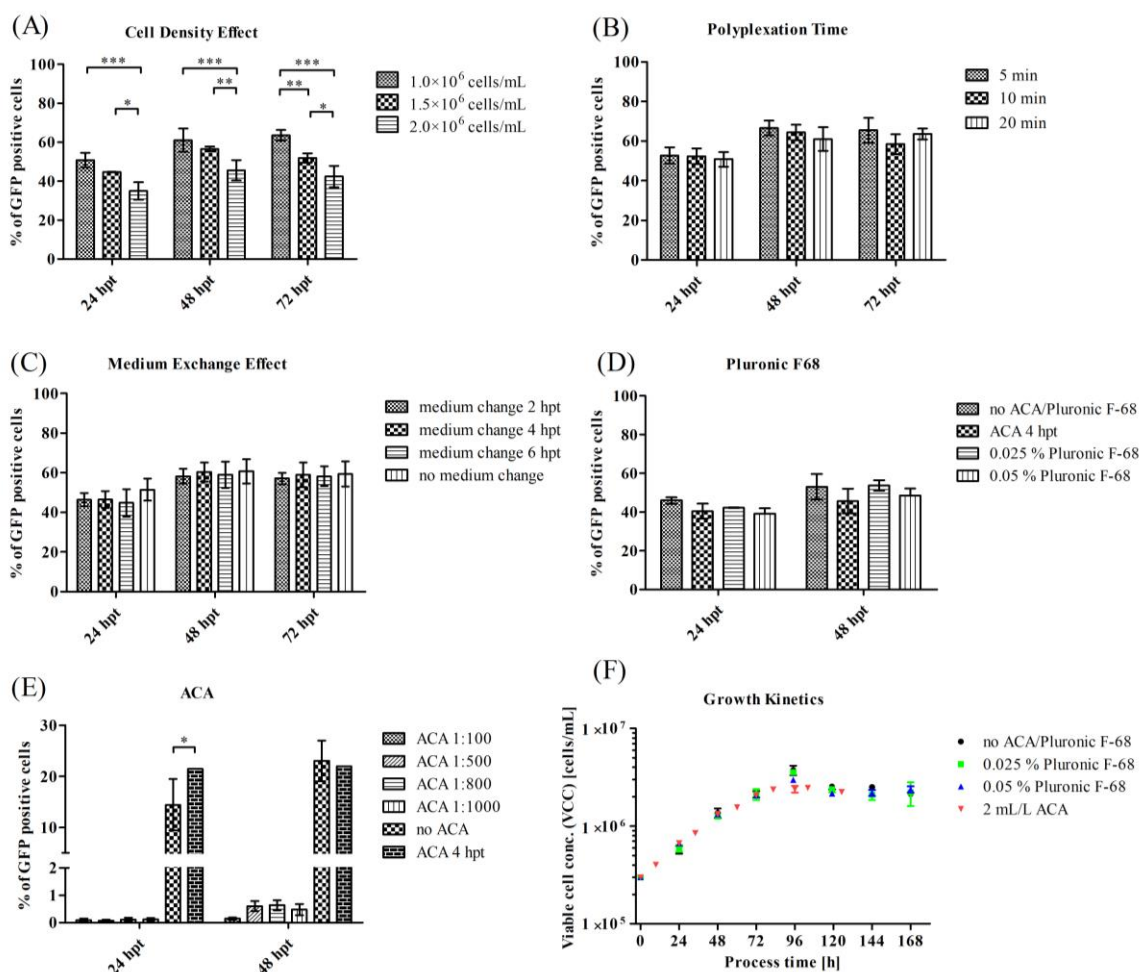 (A)
Cell Density Effect
% of GFP positive cells
100
80
60
40
20
0
***
*
***
**
***
**
*
24 hpt
48 hpt
72 hpt
1.0×10⁶ cells/mL
1.5×10⁶ cells/mL
2.0×10⁶ cells/mL
(B)
Polyplexation Time
% of GFP positive cells
100
80
60
40
20
0
24 hpt
48 hpt
72 hpt
5 min
10 min
20 min
(C)
Medium Exchange Effect
% of GFP positive cells
100
80
60
40
20
0
24 hpt
48 hpt
72 hpt
medium change 2 hpt
medium change 4 hpt
medium change 6 hpt
no medium change
(D)
Pluronic F68
% of GFP positive cells
100
80
60
40
20
0
24 hpt
48 hpt
no ACA/Pluronic F-68
ACA 4 hpt
0.025 % Pluronic F-68
0.05 % Pluronic F-68
(E)
ACA
% of GFP positive cells
30
20
10
2
1
0
*
24 hpt
48 hpt
ACA 1:100
ACA 1:500
ACA 1:800
ACA 1:1000
no ACA
ACA 4 hpt
(F)
Growth Kinetics
Viable cell conc. (VCC) [cells/mL]
1×10⁷
1×10⁶
1×10⁵
0 24 48 72 96 120 144 168
Process time [h]
no ACA/Pluronic F-68
0.025 % Pluronic F-68
0.05 % Pluronic F-68
2 mL/L ACA